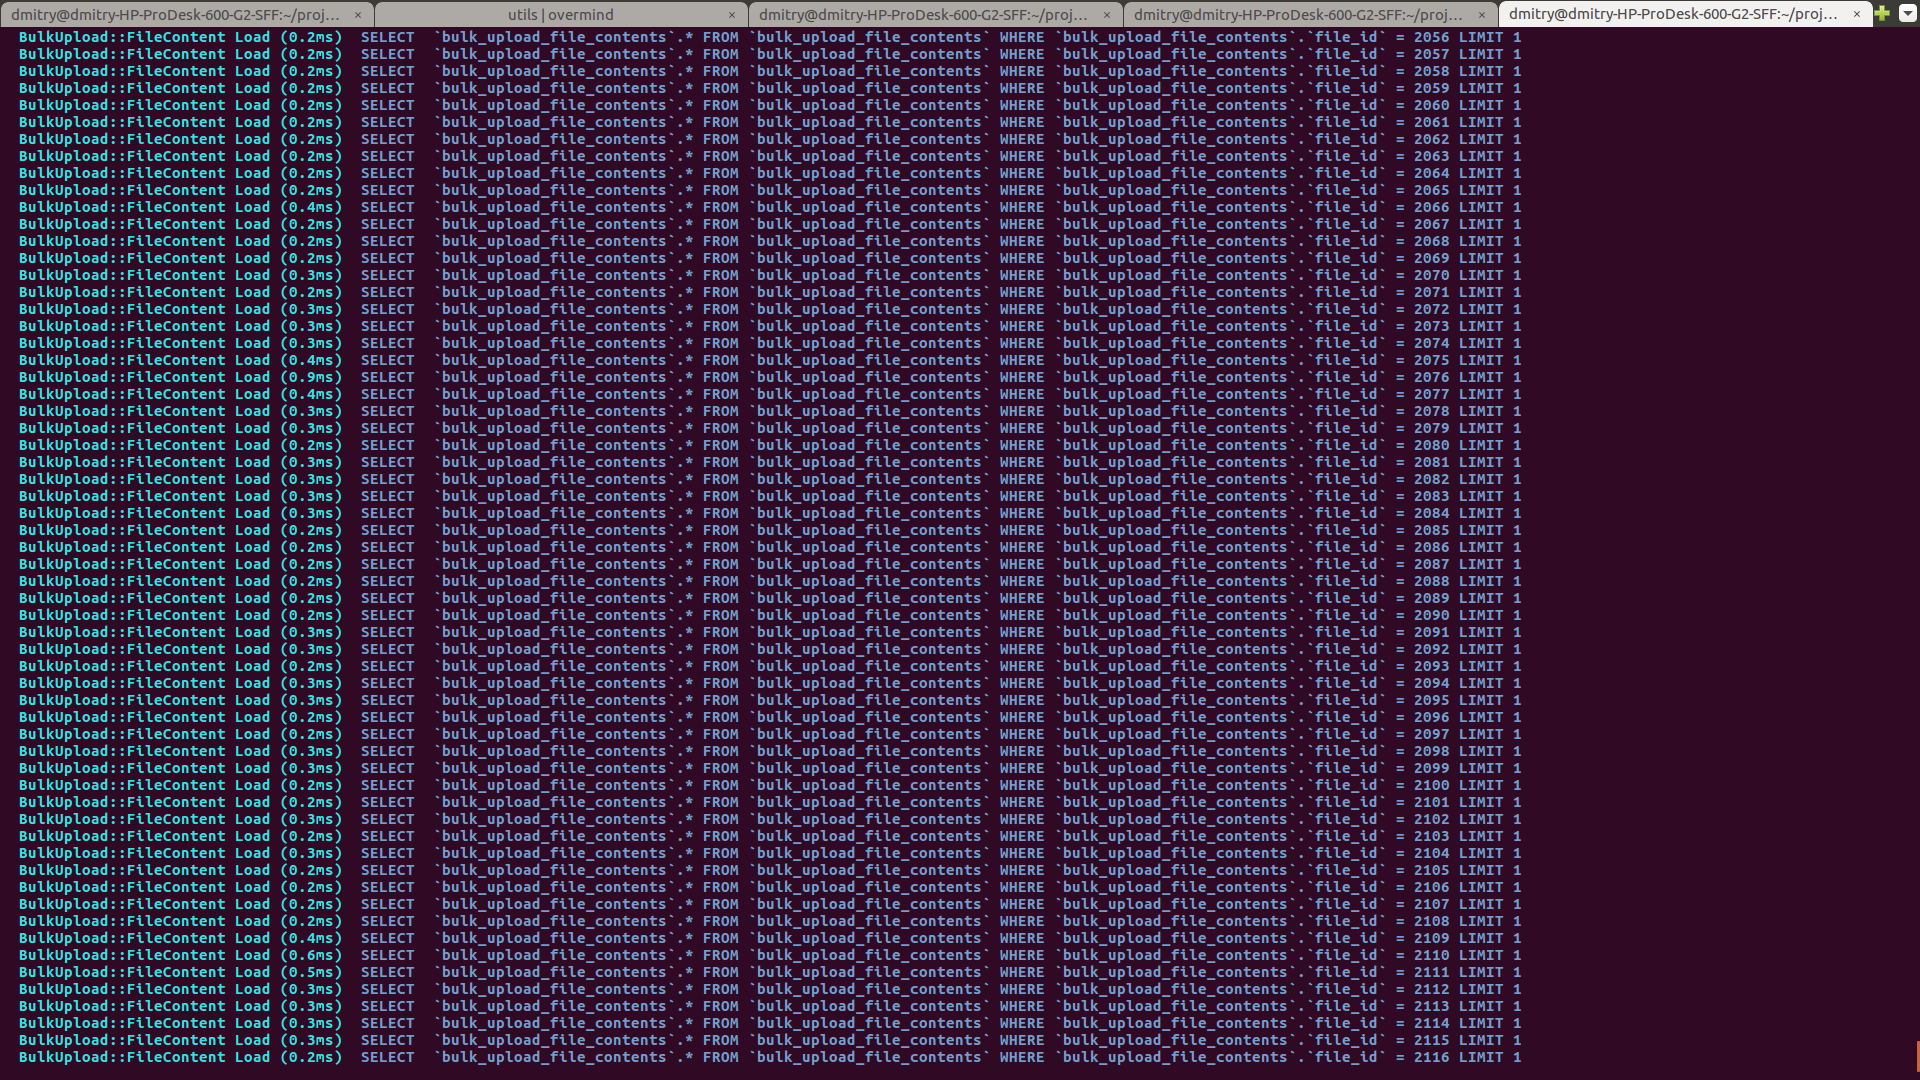 dmitry@dmitry-HP-ProDesk-600-G2-SFF:~/proj... × utils | overmind × dmitry@dmitry-HP-ProDesk-600-G2-SFF:~/proj... × dmitry@dmitry-HP-ProDesk-600-G2-SFF:~/proj... × dmitry@dmitry-HP-ProDesk-600-G2-SFF:~/proj... ×
BulkUpload::FileContent Load (0.2ms)  SELECT  `bulk_upload_file_contents`.* FROM `bulk_upload_file_contents` WHERE `bulk_upload_file_contents`.`file_id` = 2056 LIMIT 1
BulkUpload::FileContent Load (0.2ms)  SELECT  `bulk_upload_file_contents`.* FROM `bulk_upload_file_contents` WHERE `bulk_upload_file_contents`.`file_id` = 2057 LIMIT 1
BulkUpload::FileContent Load (0.2ms)  SELECT  `bulk_upload_file_contents`.* FROM `bulk_upload_file_contents` WHERE `bulk_upload_file_contents`.`file_id` = 2058 LIMIT 1
BulkUpload::FileContent Load (0.2ms)  SELECT  `bulk_upload_file_contents`.* FROM `bulk_upload_file_contents` WHERE `bulk_upload_file_contents`.`file_id` = 2059 LIMIT 1
BulkUpload::FileContent Load (0.2ms)  SELECT  `bulk_upload_file_contents`.* FROM `bulk_upload_file_contents` WHERE `bulk_upload_file_contents`.`file_id` = 2060 LIMIT 1
BulkUpload::FileContent Load (0.2ms)  SELECT  `bulk_upload_file_contents`.* FROM `bulk_upload_file_contents` WHERE `bulk_upload_file_contents`.`file_id` = 2061 LIMIT 1
BulkUpload::FileContent Load (0.2ms)  SELECT  `bulk_upload_file_contents`.* FROM `bulk_upload_file_contents` WHERE `bulk_upload_file_contents`.`file_id` = 2062 LIMIT 1
BulkUpload::FileContent Load (0.2ms)  SELECT  `bulk_upload_file_contents`.* FROM `bulk_upload_file_contents` WHERE `bulk_upload_file_contents`.`file_id` = 2063 LIMIT 1
BulkUpload::FileContent Load (0.2ms)  SELECT  `bulk_upload_file_contents`.* FROM `bulk_upload_file_contents` WHERE `bulk_upload_file_contents`.`file_id` = 2064 LIMIT 1
BulkUpload::FileContent Load (0.2ms)  SELECT  `bulk_upload_file_contents`.* FROM `bulk_upload_file_contents` WHERE `bulk_upload_file_contents`.`file_id` = 2065 LIMIT 1
BulkUpload::FileContent Load (0.4ms)  SELECT  `bulk_upload_file_contents`.* FROM `bulk_upload_file_contents` WHERE `bulk_upload_file_contents`.`file_id` = 2066 LIMIT 1
BulkUpload::FileContent Load (0.2ms)  SELECT  `bulk_upload_file_contents`.* FROM `bulk_upload_file_contents` WHERE `bulk_upload_file_contents`.`file_id` = 2067 LIMIT 1
BulkUpload::FileContent Load (0.2ms)  SELECT  `bulk_upload_file_contents`.* FROM `bulk_upload_file_contents` WHERE `bulk_upload_file_contents`.`file_id` = 2068 LIMIT 1
BulkUpload::FileContent Load (0.2ms)  SELECT  `bulk_upload_file_contents`.* FROM `bulk_upload_file_contents` WHERE `bulk_upload_file_contents`.`file_id` = 2069 LIMIT 1
BulkUpload::FileContent Load (0.3ms)  SELECT  `bulk_upload_file_contents`.* FROM `bulk_upload_file_contents` WHERE `bulk_upload_file_contents`.`file_id` = 2070 LIMIT 1
BulkUpload::FileContent Load (0.2ms)  SELECT  `bulk_upload_file_contents`.* FROM `bulk_upload_file_contents` WHERE `bulk_upload_file_contents`.`file_id` = 2071 LIMIT 1
BulkUpload::FileContent Load (0.3ms)  SELECT  `bulk_upload_file_contents`.* FROM `bulk_upload_file_contents` WHERE `bulk_upload_file_contents`.`file_id` = 2072 LIMIT 1
BulkUpload::FileContent Load (0.3ms)  SELECT  `bulk_upload_file_contents`.* FROM `bulk_upload_file_contents` WHERE `bulk_upload_file_contents`.`file_id` = 2073 LIMIT 1
BulkUpload::FileContent Load (0.3ms)  SELECT  `bulk_upload_file_contents`.* FROM `bulk_upload_file_contents` WHERE `bulk_upload_file_contents`.`file_id` = 2074 LIMIT 1
BulkUpload::FileContent Load (0.4ms)  SELECT  `bulk_upload_file_contents`.* FROM `bulk_upload_file_contents` WHERE `bulk_upload_file_contents`.`file_id` = 2075 LIMIT 1
BulkUpload::FileContent Load (0.9ms)  SELECT  `bulk_upload_file_contents`.* FROM `bulk_upload_file_contents` WHERE `bulk_upload_file_contents`.`file_id` = 2076 LIMIT 1
BulkUpload::FileContent Load (0.4ms)  SELECT  `bulk_upload_file_contents`.* FROM `bulk_upload_file_contents` WHERE `bulk_upload_file_contents`.`file_id` = 2077 LIMIT 1
BulkUpload::FileContent Load (0.3ms)  SELECT  `bulk_upload_file_contents`.* FROM `bulk_upload_file_contents` WHERE `bulk_upload_file_contents`.`file_id` = 2078 LIMIT 1
BulkUpload::FileContent Load (0.3ms)  SELECT  `bulk_upload_file_contents`.* FROM `bulk_upload_file_contents` WHERE `bulk_upload_file_contents`.`file_id` = 2079 LIMIT 1
BulkUpload::FileContent Load (0.2ms)  SELECT  `bulk_upload_file_contents`.* FROM `bulk_upload_file_contents` WHERE `bulk_upload_file_contents`.`file_id` = 2080 LIMIT 1
BulkUpload::FileContent Load (0.3ms)  SELECT  `bulk_upload_file_contents`.* FROM `bulk_upload_file_contents` WHERE `bulk_upload_file_contents`.`file_id` = 2081 LIMIT 1
BulkUpload::FileContent Load (0.3ms)  SELECT  `bulk_upload_file_contents`.* FROM `bulk_upload_file_contents` WHERE `bulk_upload_file_contents`.`file_id` = 2082 LIMIT 1
BulkUpload::FileContent Load (0.3ms)  SELECT  `bulk_upload_file_contents`.* FROM `bulk_upload_file_contents` WHERE `bulk_upload_file_contents`.`file_id` = 2083 LIMIT 1
BulkUpload::FileContent Load (0.3ms)  SELECT  `bulk_upload_file_contents`.* FROM `bulk_upload_file_contents` WHERE `bulk_upload_file_contents`.`file_id` = 2084 LIMIT 1
BulkUpload::FileContent Load (0.2ms)  SELECT  `bulk_upload_file_contents`.* FROM `bulk_upload_file_contents` WHERE `bulk_upload_file_contents`.`file_id` = 2085 LIMIT 1
BulkUpload::FileContent Load (0.2ms)  SELECT  `bulk_upload_file_contents`.* FROM `bulk_upload_file_contents` WHERE `bulk_upload_file_contents`.`file_id` = 2086 LIMIT 1
BulkUpload::FileContent Load (0.2ms)  SELECT  `bulk_upload_file_contents`.* FROM `bulk_upload_file_contents` WHERE `bulk_upload_file_contents`.`file_id` = 2087 LIMIT 1
BulkUpload::FileContent Load (0.2ms)  SELECT  `bulk_upload_file_contents`.* FROM `bulk_upload_file_contents` WHERE `bulk_upload_file_contents`.`file_id` = 2088 LIMIT 1
BulkUpload::FileContent Load (0.2ms)  SELECT  `bulk_upload_file_contents`.* FROM `bulk_upload_file_contents` WHERE `bulk_upload_file_contents`.`file_id` = 2089 LIMIT 1
BulkUpload::FileContent Load (0.2ms)  SELECT  `bulk_upload_file_contents`.* FROM `bulk_upload_file_contents` WHERE `bulk_upload_file_contents`.`file_id` = 2090 LIMIT 1
BulkUpload::FileContent Load (0.3ms)  SELECT  `bulk_upload_file_contents`.* FROM `bulk_upload_file_contents` WHERE `bulk_upload_file_contents`.`file_id` = 2091 LIMIT 1
BulkUpload::FileContent Load (0.3ms)  SELECT  `bulk_upload_file_contents`.* FROM `bulk_upload_file_contents` WHERE `bulk_upload_file_contents`.`file_id` = 2092 LIMIT 1
BulkUpload::FileContent Load (0.2ms)  SELECT  `bulk_upload_file_contents`.* FROM `bulk_upload_file_contents` WHERE `bulk_upload_file_contents`.`file_id` = 2093 LIMIT 1
BulkUpload::FileContent Load (0.3ms)  SELECT  `bulk_upload_file_contents`.* FROM `bulk_upload_file_contents` WHERE `bulk_upload_file_contents`.`file_id` = 2094 LIMIT 1
BulkUpload::FileContent Load (0.3ms)  SELECT  `bulk_upload_file_contents`.* FROM `bulk_upload_file_contents` WHERE `bulk_upload_file_contents`.`file_id` = 2095 LIMIT 1
BulkUpload::FileContent Load (0.2ms)  SELECT  `bulk_upload_file_contents`.* FROM `bulk_upload_file_contents` WHERE `bulk_upload_file_contents`.`file_id` = 2096 LIMIT 1
BulkUpload::FileContent Load (0.2ms)  SELECT  `bulk_upload_file_contents`.* FROM `bulk_upload_file_contents` WHERE `bulk_upload_file_contents`.`file_id` = 2097 LIMIT 1
BulkUpload::FileContent Load (0.3ms)  SELECT  `bulk_upload_file_contents`.* FROM `bulk_upload_file_contents` WHERE `bulk_upload_file_contents`.`file_id` = 2098 LIMIT 1
BulkUpload::FileContent Load (0.3ms)  SELECT  `bulk_upload_file_contents`.* FROM `bulk_upload_file_contents` WHERE `bulk_upload_file_contents`.`file_id` = 2099 LIMIT 1
BulkUpload::FileContent Load (0.2ms)  SELECT  `bulk_upload_file_contents`.* FROM `bulk_upload_file_contents` WHERE `bulk_upload_file_contents`.`file_id` = 2100 LIMIT 1
BulkUpload::FileContent Load (0.2ms)  SELECT  `bulk_upload_file_contents`.* FROM `bulk_upload_file_contents` WHERE `bulk_upload_file_contents`.`file_id` = 2101 LIMIT 1
BulkUpload::FileContent Load (0.3ms)  SELECT  `bulk_upload_file_contents`.* FROM `bulk_upload_file_contents` WHERE `bulk_upload_file_contents`.`file_id` = 2102 LIMIT 1
BulkUpload::FileContent Load (0.2ms)  SELECT  `bulk_upload_file_contents`.* FROM `bulk_upload_file_contents` WHERE `bulk_upload_file_contents`.`file_id` = 2103 LIMIT 1
BulkUpload::FileContent Load (0.3ms)  SELECT  `bulk_upload_file_contents`.* FROM `bulk_upload_file_contents` WHERE `bulk_upload_file_contents`.`file_id` = 2104 LIMIT 1
BulkUpload::FileContent Load (0.2ms)  SELECT  `bulk_upload_file_contents`.* FROM `bulk_upload_file_contents` WHERE `bulk_upload_file_contents`.`file_id` = 2105 LIMIT 1
BulkUpload::FileContent Load (0.2ms)  SELECT  `bulk_upload_file_contents`.* FROM `bulk_upload_file_contents` WHERE `bulk_upload_file_contents`.`file_id` = 2106 LIMIT 1
BulkUpload::FileContent Load (0.2ms)  SELECT  `bulk_upload_file_contents`.* FROM `bulk_upload_file_contents` WHERE `bulk_upload_file_contents`.`file_id` = 2107 LIMIT 1
BulkUpload::FileContent Load (0.2ms)  SELECT  `bulk_upload_file_contents`.* FROM `bulk_upload_file_contents` WHERE `bulk_upload_file_contents`.`file_id` = 2108 LIMIT 1
BulkUpload::FileContent Load (0.4ms)  SELECT  `bulk_upload_file_contents`.* FROM `bulk_upload_file_contents` WHERE `bulk_upload_file_contents`.`file_id` = 2109 LIMIT 1
BulkUpload::FileContent Load (0.6ms)  SELECT  `bulk_upload_file_contents`.* FROM `bulk_upload_file_contents` WHERE `bulk_upload_file_contents`.`file_id` = 2110 LIMIT 1
BulkUpload::FileContent Load (0.5ms)  SELECT  `bulk_upload_file_contents`.* FROM `bulk_upload_file_contents` WHERE `bulk_upload_file_contents`.`file_id` = 2111 LIMIT 1
BulkUpload::FileContent Load (0.3ms)  SELECT  `bulk_upload_file_contents`.* FROM `bulk_upload_file_contents` WHERE `bulk_upload_file_contents`.`file_id` = 2112 LIMIT 1
BulkUpload::FileContent Load (0.3ms)  SELECT  `bulk_upload_file_contents`.* FROM `bulk_upload_file_contents` WHERE `bulk_upload_file_contents`.`file_id` = 2113 LIMIT 1
BulkUpload::FileContent Load (0.3ms)  SELECT  `bulk_upload_file_contents`.* FROM `bulk_upload_file_contents` WHERE `bulk_upload_file_contents`.`file_id` = 2114 LIMIT 1
BulkUpload::FileContent Load (0.3ms)  SELECT  `bulk_upload_file_contents`.* FROM `bulk_upload_file_contents` WHERE `bulk_upload_file_contents`.`file_id` = 2115 LIMIT 1
BulkUpload::FileContent Load (0.2ms)  SELECT  `bulk_upload_file_contents`.* FROM `bulk_upload_file_contents` WHERE `bulk_upload_file_contents`.`file_id` = 2116 LIMIT 1